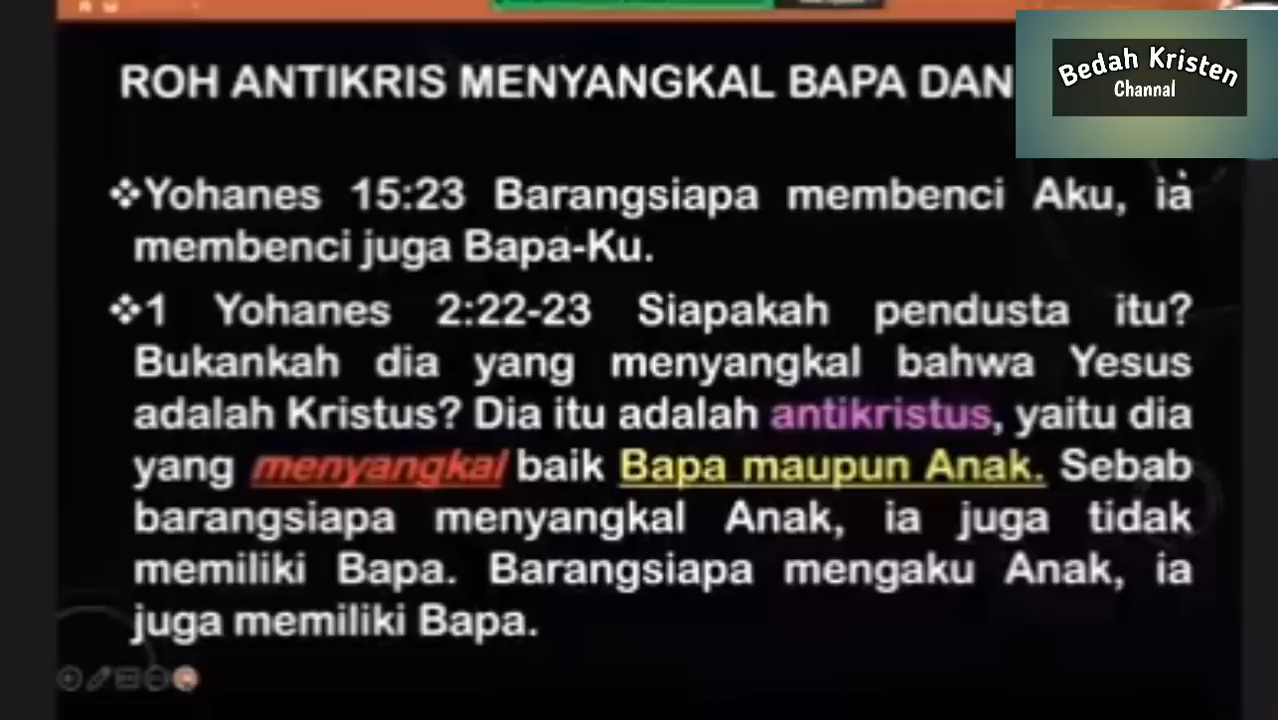 ROH ANTIKRIS MENYANGKAL BAPA DAN
Bedah Kristen
Channal
❖Yohanes 15:23 Barangsiapa membenci Aku, ia
membenci juga Bapa-Ku.
❖1 Yohanes 2:22-23 Siapakah pendusta itu?
Bukankah dia yang menyangkal bahwa Yesus
adalah Kristus? Dia itu adalah antikristus, yaitu dia
yang menyangkal baik Bapa maupun Anak. Sebab
barangsiapa menyangkal Anak, ia juga tidak
memiliki Bapa. Barangsiapa mengaku Anak, ia
juga memiliki Bapa.